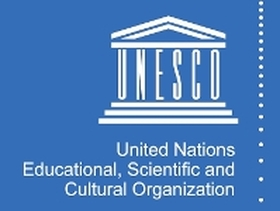 UNESCO
United Nations
Educational, Scientific and
Cultural Organization